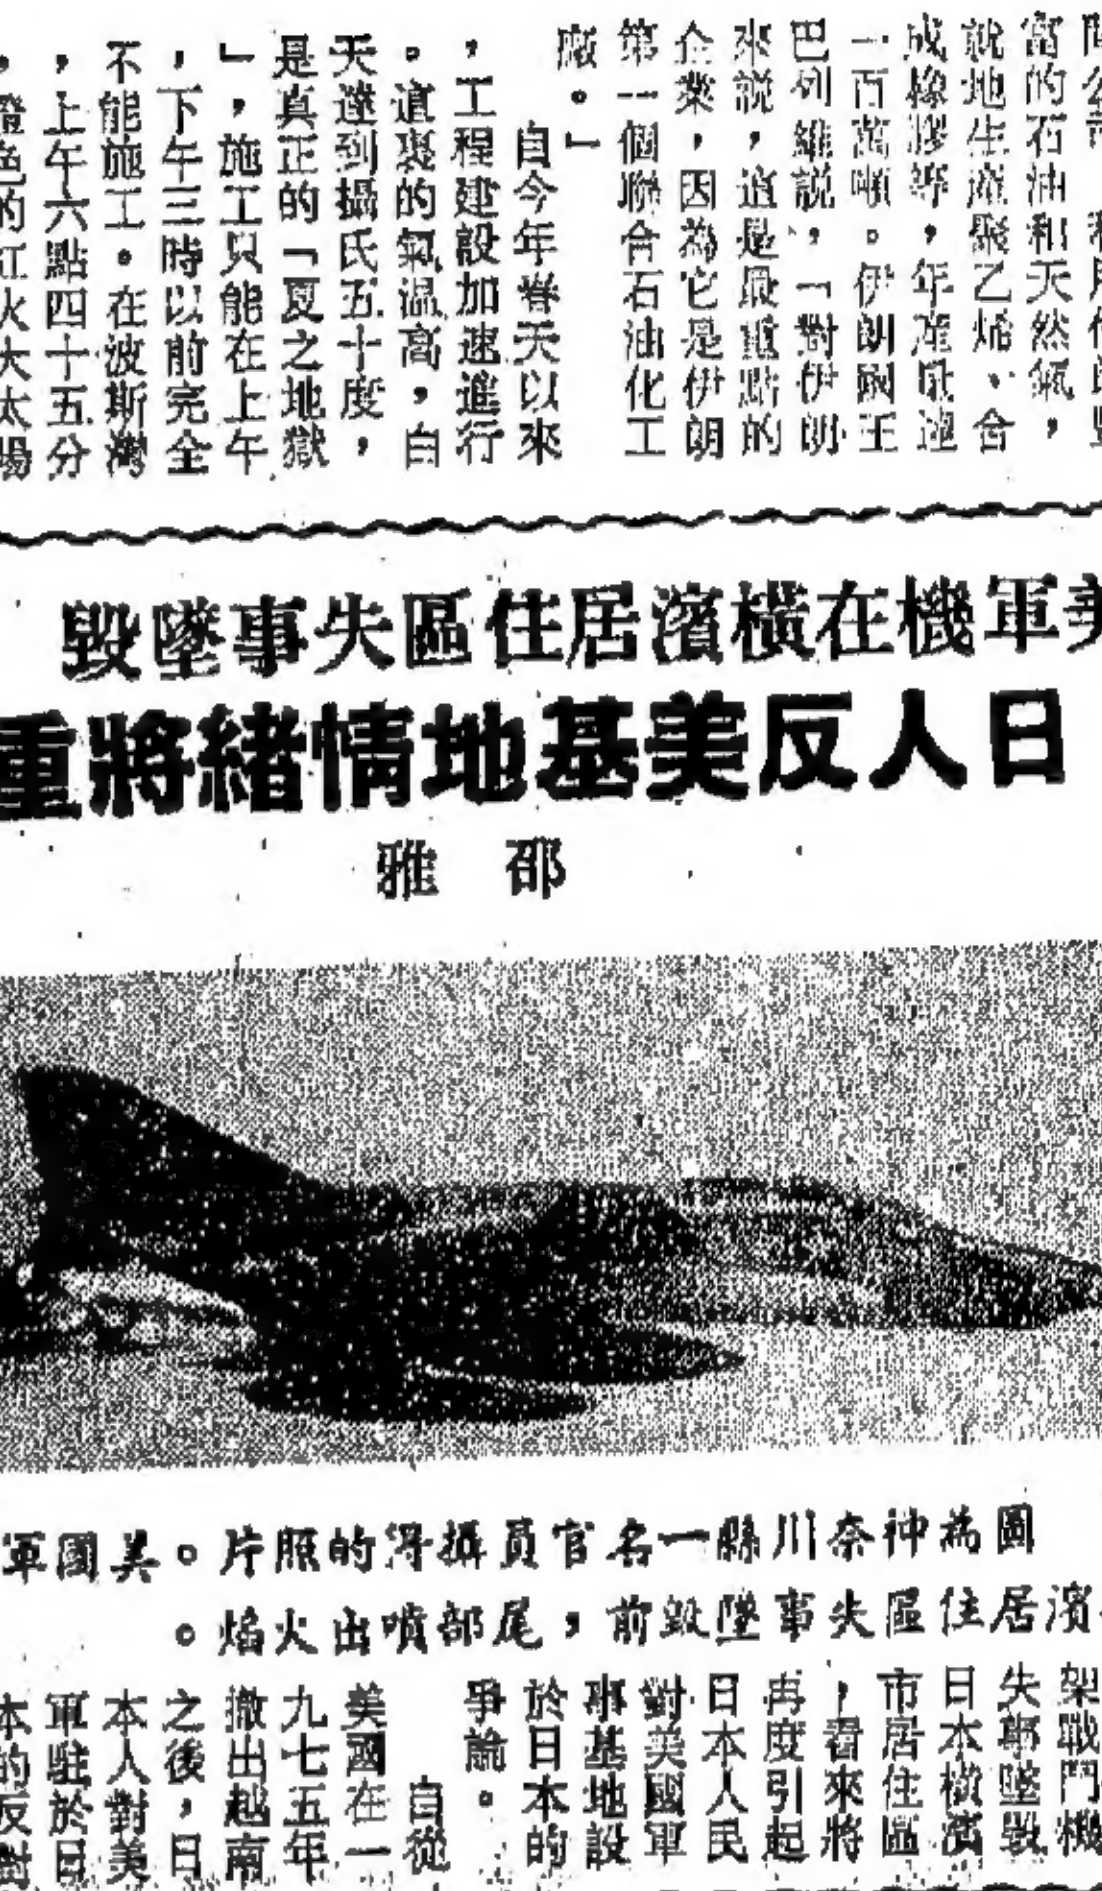 富的石油和天然氣，
就地生產聚乙烯、合
成橡膠等，年產量達
一百萬噸。伊朗國王
巴列維說，「對伊朗
來說，這是最重點的
企業，因為它是伊朗
第一個聯合石油化工
廠。」
自今年春天以來
，工程建設加速進行
。這裏的氣温高，白
天達到攝氏五十度，
是真正的「夏之地獄
」，施工只能在上午
，下午三時以前完全
不能施工。在波斯灣
，上午六點四十五分
，橙色的紅火大太陽
美軍機在橫濱居住區失事墜毀
日人反美基地情緒將重
邵雅
圖為神奈川縣一名官員攝得的照片。美國軍
濱居住區失事墜毀前，尾部噴出火焰。
架戰鬥機
失事墜毀
日本橫濱
市居住區
，看來將
再度引起
日本人民
對美國軍
事基地設
於日本的
爭論。
自從
美國在一
九七五年
撤出越南
之後，日
本人對美
軍駐於日
本的反對